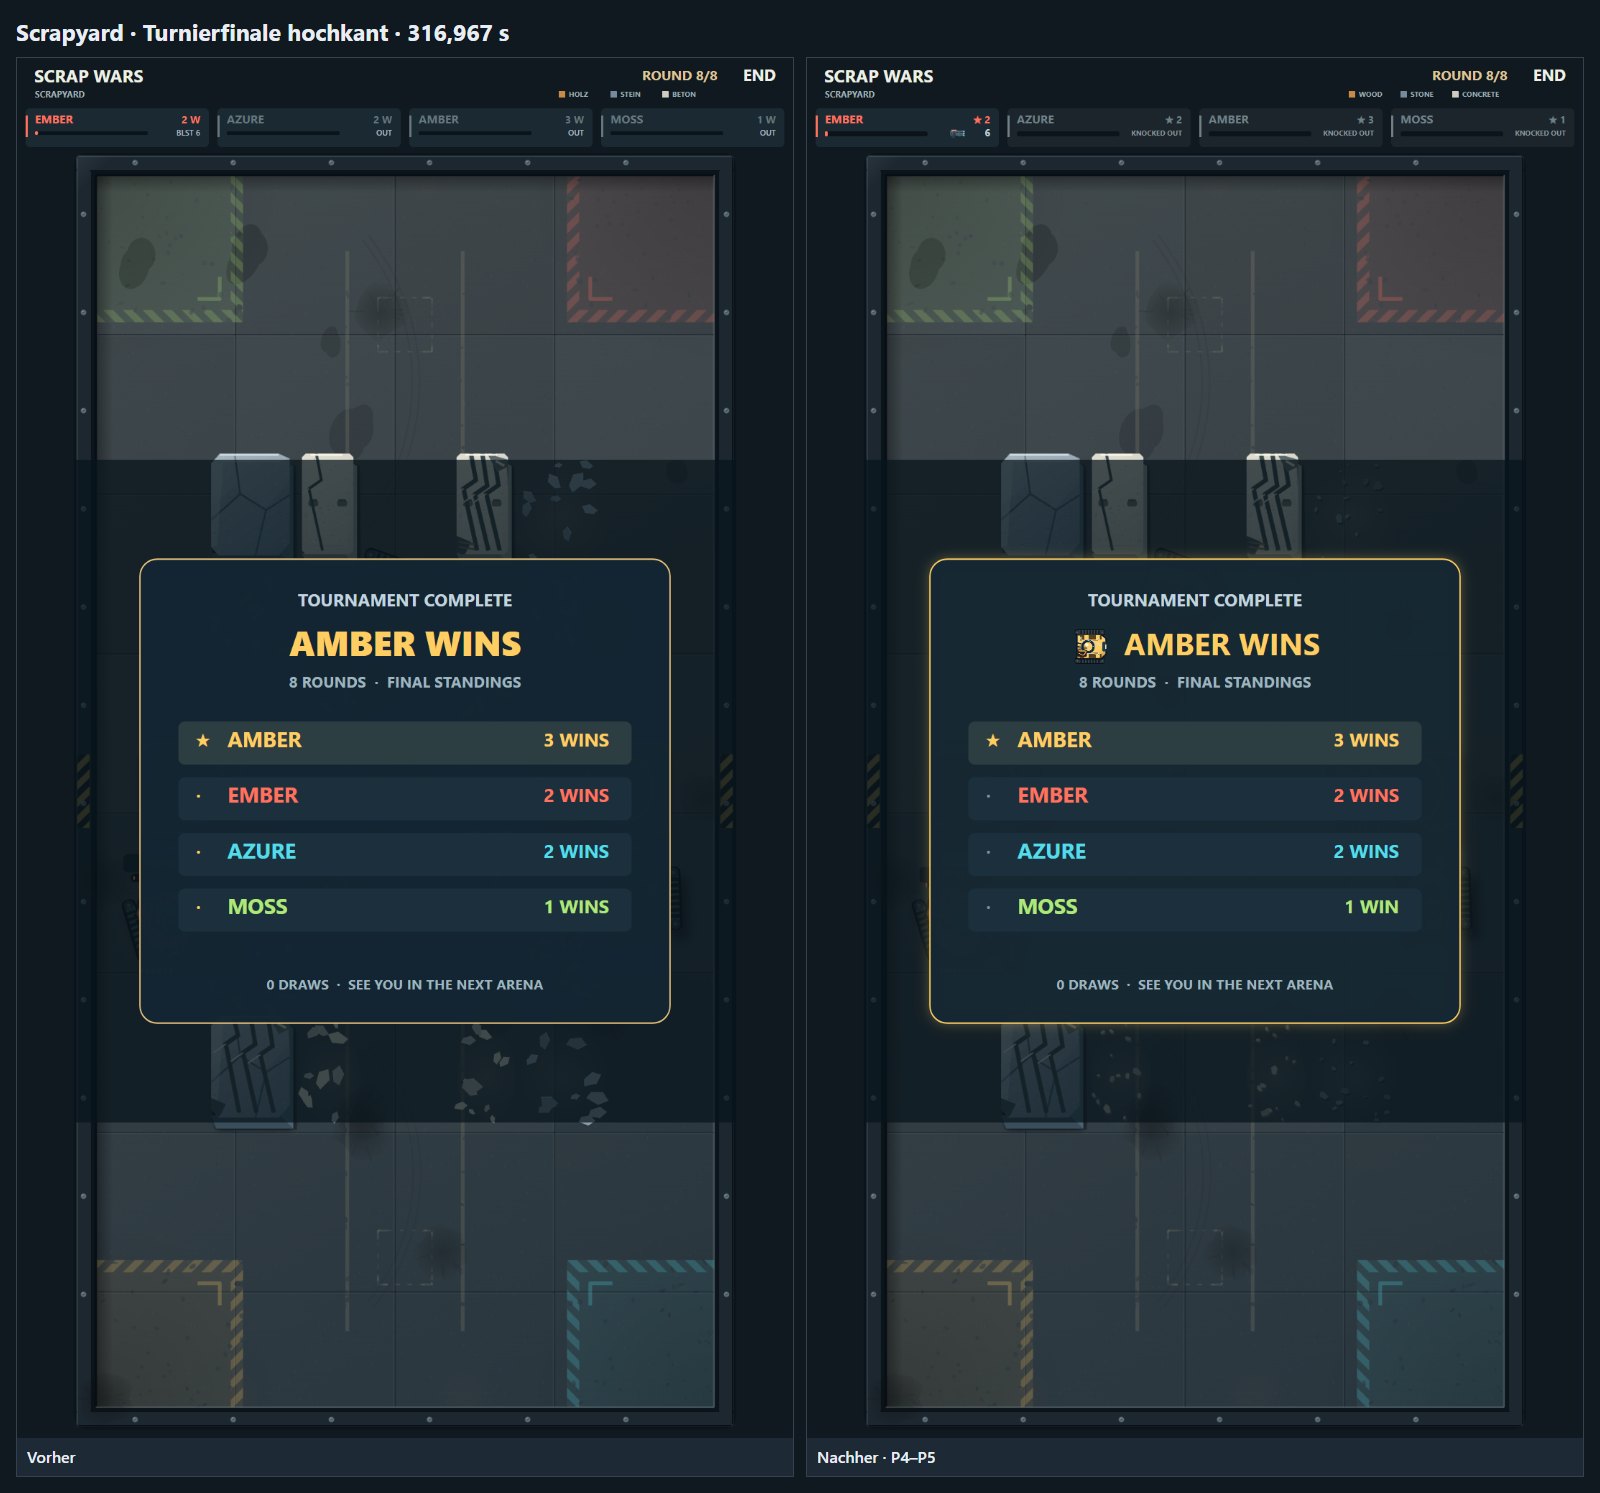 Scrapyard · Turnierfinale hochkant · 316,967 s
SCRAP WARS
ROUND 8/8
END
SCRAPYARD
HOLZ
STEIN
BETON
EMBER
2 W
BLST 6
AZURE
2 W
OUT
AMBER
3 W
OUT
MOSS
1 W
OUT
TOURNAMENT COMPLETE
AMBER WINS
8 ROUNDS · FINAL STANDINGS
★ AMBER 3 WINS
· EMBER 2 WINS
· AZURE 2 WINS
· MOSS 1 WINS
0 DRAWS · SEE YOU IN THE NEXT ARENA
Vorher
SCRAP WARS
ROUND 8/8
END
SCRAPYARD
WOOD
STONE
CONCRETE
EMBER
★ 2
6
AZURE
★ 2
KNOCKED OUT
AMBER
★ 3
KNOCKED OUT
MOSS
★ 1
KNOCKED OUT
TOURNAMENT COMPLETE
AMBER WINS
8 ROUNDS · FINAL STANDINGS
★ AMBER 3 WINS
· EMBER 2 WINS
· AZURE 2 WINS
· MOSS 1 WIN
0 DRAWS · SEE YOU IN THE NEXT ARENA
Nachher · P4–P5